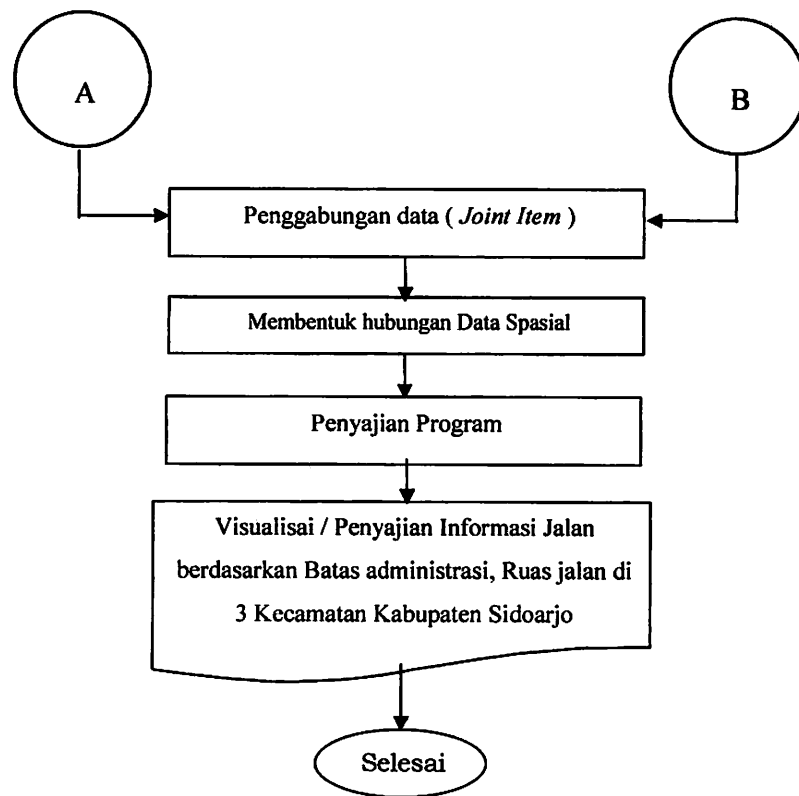 A
B
Penggabungan data ( Joint Item )
Membentuk hubungan Data Spasial
Penyajian Program
Visualisai / Penyajian Informasi Jalan
berdasarkan Batas administrasi, Ruas jalan di
3 Kecamatan Kabupaten Sidoarjo
Selesai